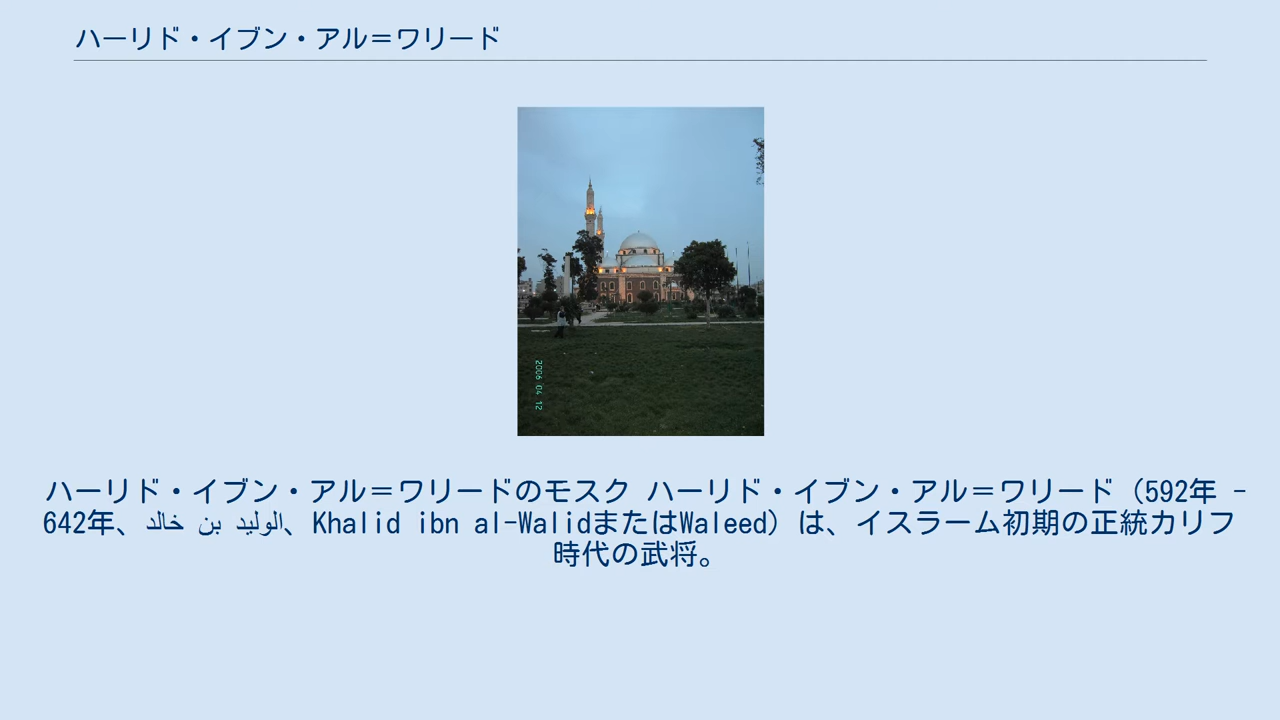 ハーリド・イブン・アル＝ワリード
2006 04 12
ハーリド・イブン・アル＝ワリードのモスク ハーリド・イブン・アル＝ワリード（592年 -
642年、خالد بن الوليد、Khalid ibn al-WalidまたはWaleed）は、イスラーム初期の正統カリフ
時代の武将。